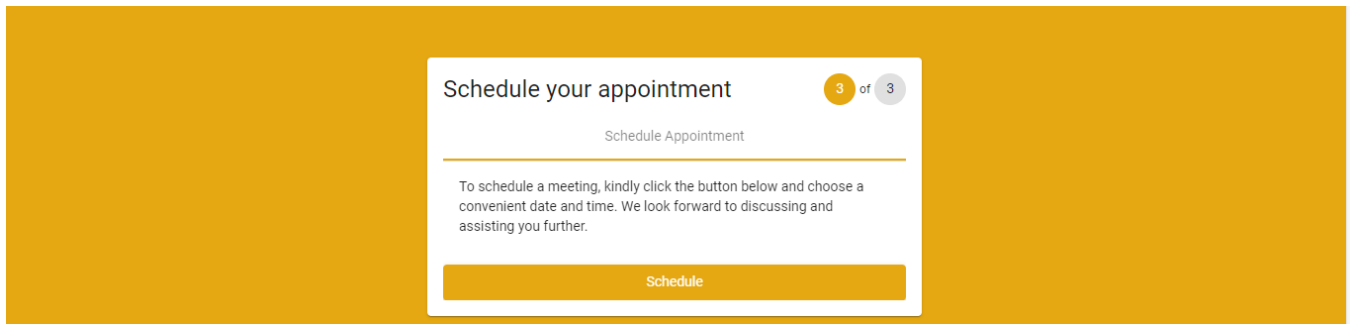 Schedule your appointment
3 of 3
Schedule Appointment
To schedule a meeting, kindly click the button below and choose a
convenient date and time. We look forward to discussing and
assisting you further.
Schedule